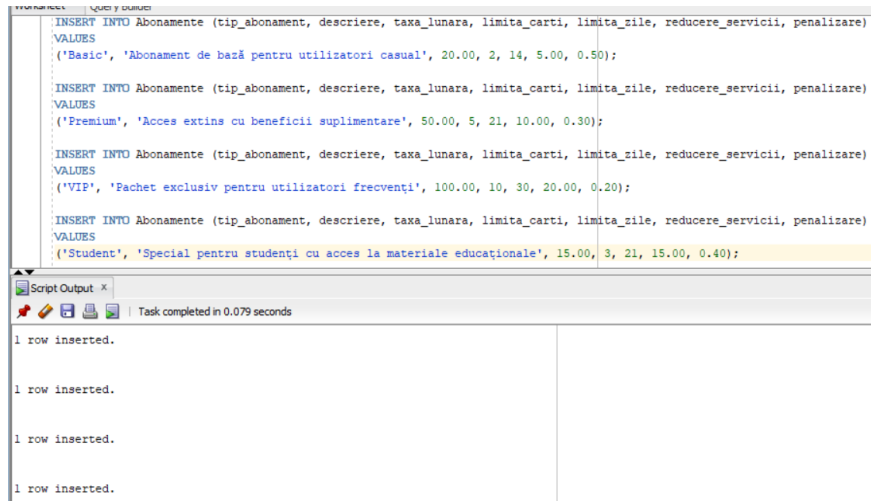 Worksheet Query Builder
INSERT INTO Abonamente (tip_abonament, descriere, taxa_lunara, limita_carti, limita_zile, reducere_servicii, penalizare)
VALUES
('Basic', 'Abonament de bază pentru utilizatori casual', 20.00, 2, 14, 5.00, 0.50);
INSERT INTO Abonamente (tip_abonament, descriere, taxa_lunara, limita_carti, limita_zile, reducere_servicii, penalizare)
VALUES
('Premium', 'Acces extins cu beneficii suplimentare', 50.00, 5, 21, 10.00, 0.30);
INSERT INTO Abonamente (tip_abonament, descriere, taxa_lunara, limita_carti, limita_zile, reducere_servicii, penalizare)
VALUES
('VIP', 'Pachet exclusiv pentru utilizatori frecvenți', 100.00, 10, 30, 20.00, 0.20);
INSERT INTO Abonamente (tip_abonament, descriere, taxa_lunara, limita_carti, limita_zile, reducere_servicii, penalizare)
VALUES
('Student', 'Special pentru studenți cu acces la materiale educaționale', 15.00, 3, 21, 15.00, 0.40);
Script Output ×
Task completed in 0.079 seconds
1 row inserted.
1 row inserted.
1 row inserted.
1 row inserted.